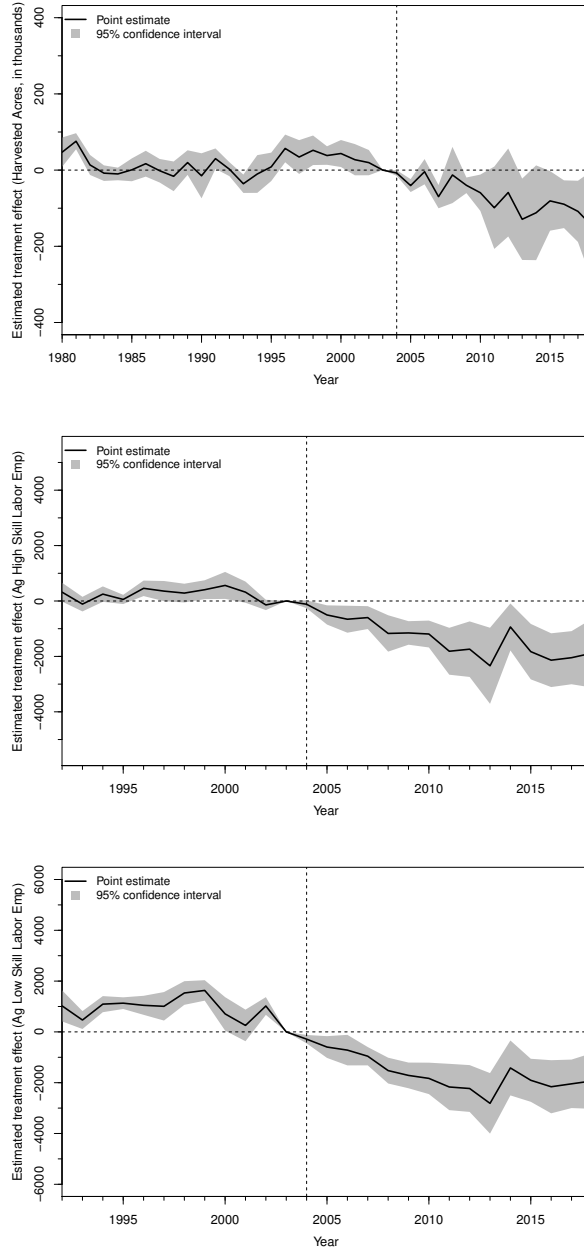 Estimated treatment effect (Harvested Acres, in thousands)
400
200
0
−200
−400
Point estimate
95% confidence interval
1980 1985 1990 1995 2000 2005 2010 2015
Year
Estimated treatment effect (Ag High Skill Labor Emp)
4000
2000
0
−2000
−4000
Point estimate
95% confidence interval
1995 2000 2005 2010 2015
Year
Estimated treatment effect (Ag Low Skill Labor Emp)
6000
4000
2000
0
−2000
−4000
−6000
Point estimate
95% confidence interval
1995 2000 2005 2010 2015
Year